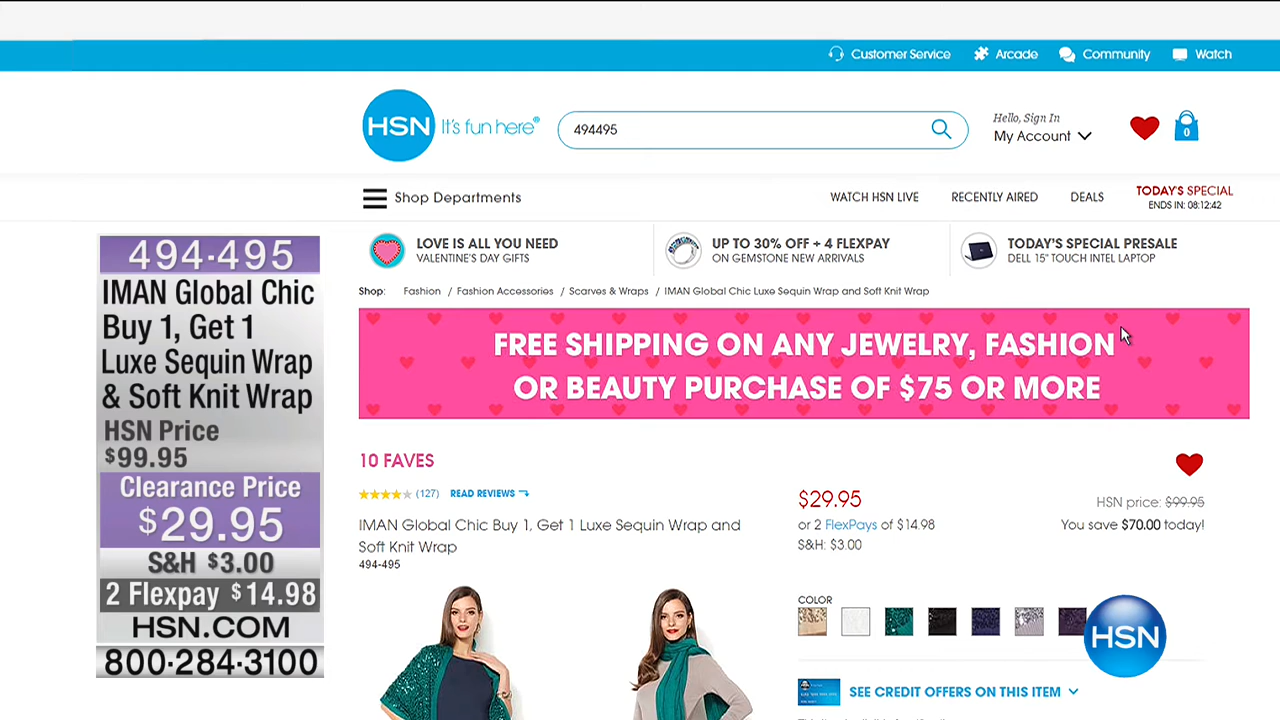 Customer Service
Arcade
Community
Watch
HSN It's fun here®
494495
Hello, Sign In
My Account
0
Shop Departments
WATCH HSN LIVE
RECENTLY AIRED
DEALS
TODAY'S SPECIAL
ENDS IN: 08:12:42
LOVE IS ALL YOU NEED
VALENTINE'S DAY GIFTS
UP TO 30% OFF + 4 FLEXPAY
ON GEMSTONE NEW ARRIVALS
TODAY'S SPECIAL PRESALE
DELL 15" TOUCH INTEL LAPTOP
Shop: Fashion / Fashion Accessories / Scarves & Wraps / IMAN Global Chic Luxe Sequin Wrap and Soft Knit Wrap
FREE SHIPPING ON ANY JEWELRY, FASHION
OR BEAUTY PURCHASE OF $75 OR MORE
494·495
IMAN Global Chic
Buy 1, Get 1
Luxe Sequin Wrap
& Soft Knit Wrap
HSN Price
$99.95
Clearance Price
$29.95
S&H $3.00
2 Flexpay $14.98
HSN.COM
800·284·3100
10 FAVES
(127) READ REVIEWS
IMAN Global Chic Buy 1, Get 1 Luxe Sequin Wrap and
Soft Knit Wrap
494-495
$29.95
or 2 FlexPays of $14.98
S&H: $3.00
HSN price: $99.95
You save $70.00 today!
COLOR
HSN
SEE CREDIT OFFERS ON THIS ITEM